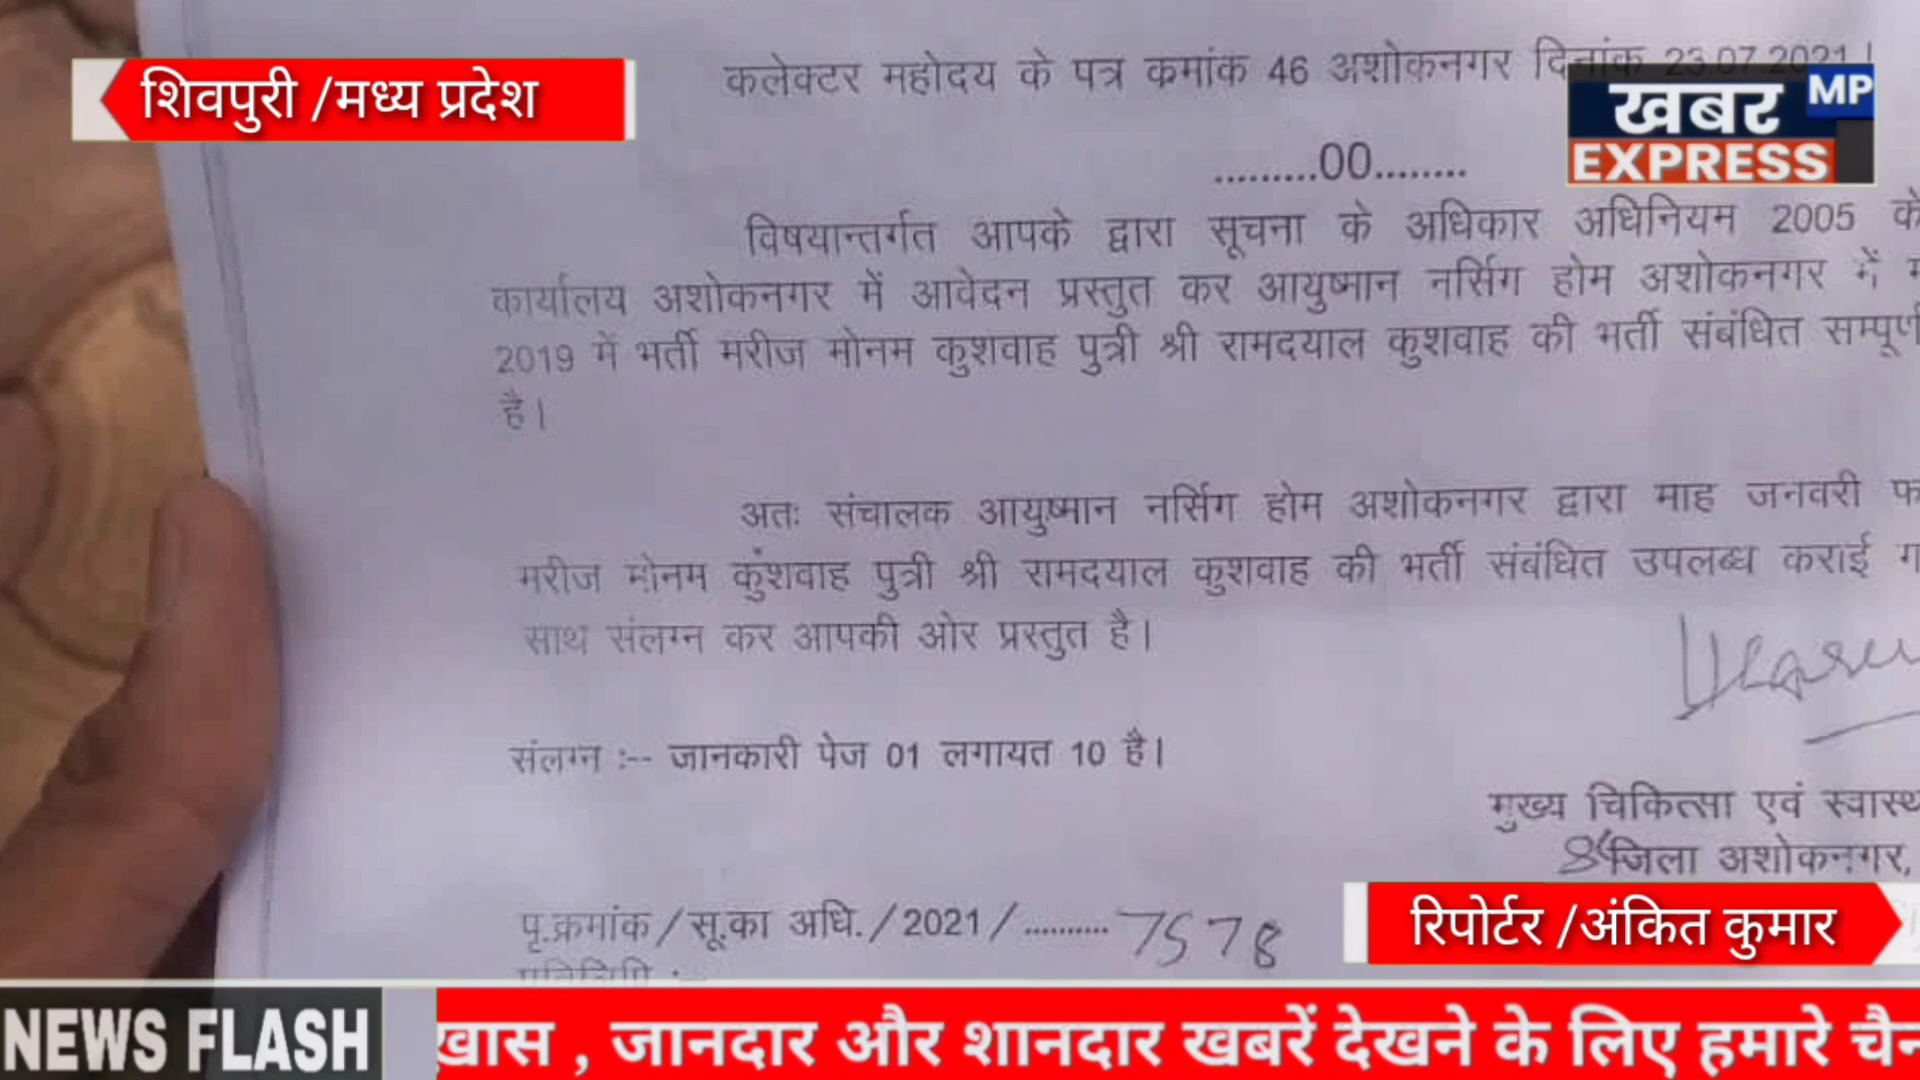 शिवपुरी /मध्य प्रदेश
कलेक्टर महोदय के पत्र कमांक 46 अशोकनगर दिनांक 23.07.2021।
खबर MP
EXPRESS
.........00........
विषयान्तर्गत आपके द्वारा सूचना के अधिकार अधिनियम 2005 के
कार्यालय अशोकनगर में आवेदन प्रस्तुत कर आयुष्मान नर्सिग होम अशोकनगर में
2019 में भर्ती मरीज मोनम कुशवाह पुत्री श्री रामदयाल कुशवाह की भर्ती संबंधित सम्पूर्ण
है।
अतः संचालक आयुष्मान नर्सिग होम अशोकनगर द्वारा माह जनवरी
मरीज मोनम कुंशवाह पुत्री श्री रामदयाल कुशवाह की भर्ती संबंधित उपलब्ध कराई
साथ संलग्न कर आपकी ओर प्रस्तुत है।
संलग्न :-- जानकारी पेज 01 लगायत 10 है।
मुख्य चिकित्सा एवं स्वास्थ
जिला अशोकनगर,
पृ.क्रमांक/सू.का अधि./2021/.......... 7578
रिपोर्टर /अंकित कुमार
NEWS FLASH
खास , जानदार और शानदार खबरें देखने के लिए हमारे चैन